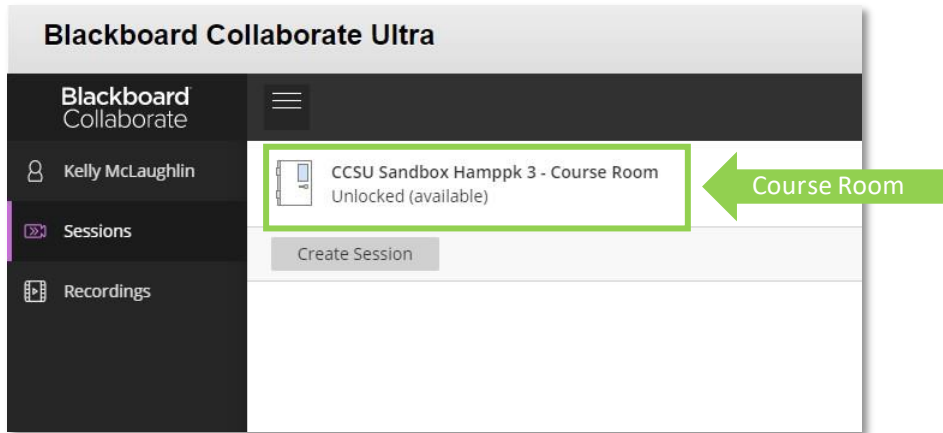 Blackboard Collaborate Ultra
Blackboard
Collaborate
Kelly McLaughlin
CCSU Sandbox Hamppk 3 - Course Room
Unlocked (available)
Course Room
Sessions
Create Session
Recordings